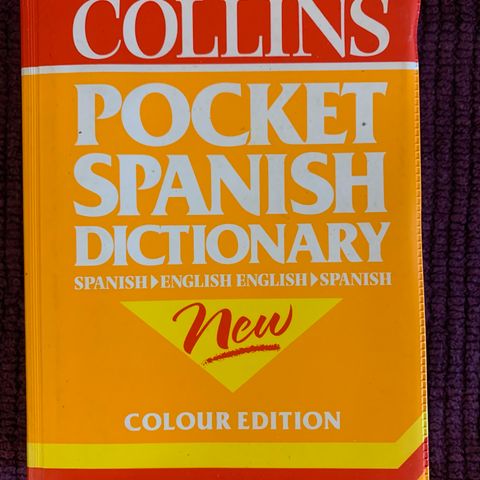 COLLINS
POCKET
SPANISH
DICTIONARY
SPANISH▶ENGLISH ENGLISH▶SPANISH
New
COLOUR EDITION